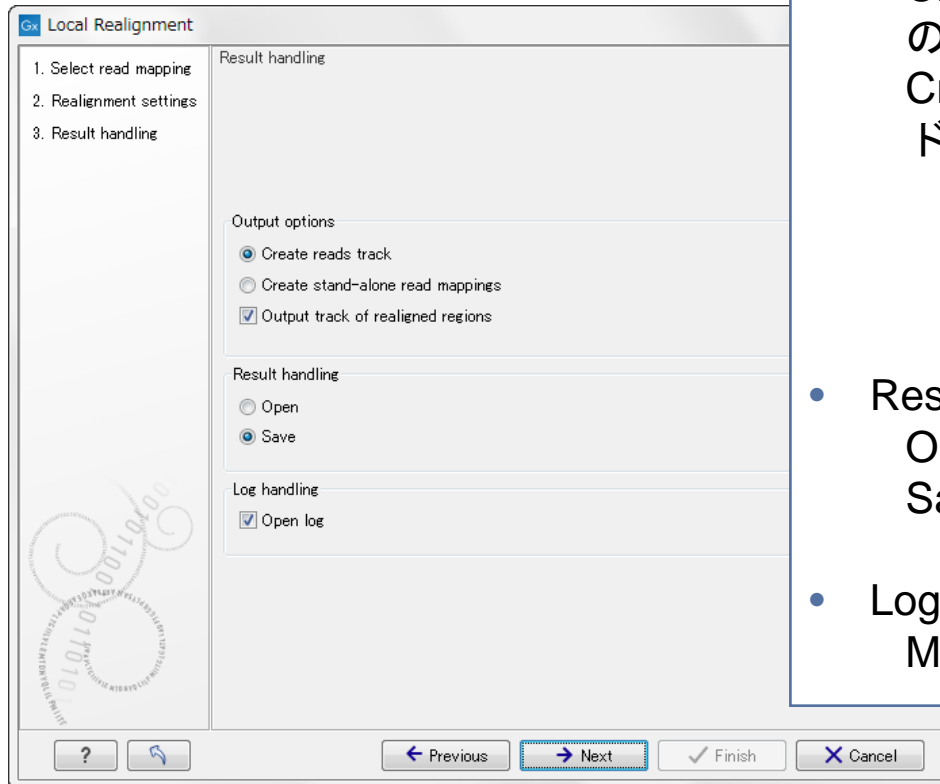 Local Realignment
1. Select read mapping
2. Realignment settings
3. Result handling
Result handling
Output options
Create reads track
Create stand-alone read mappings
Output track of realigned regions
Result handling
Open
Save
Log handling
Open log
?
Previous
Next
Finish
Cancel
の
• Res
O
Sa
• Log
M